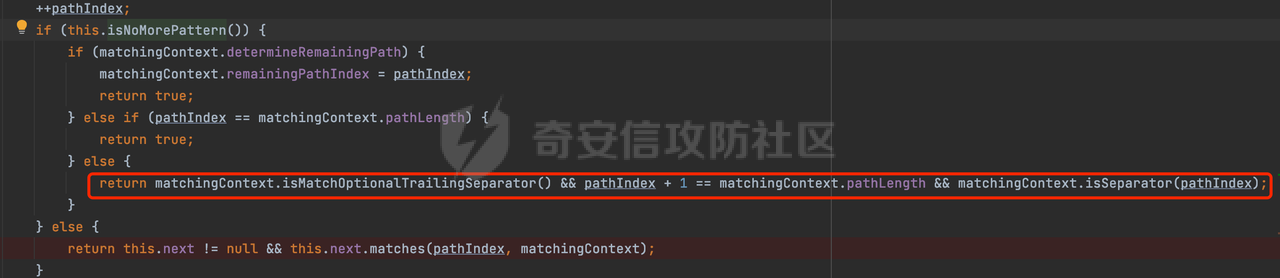 ++pathIndex;
if (this.isNoMorePattern()) {
if (matchingContext.determineRemainingPath) {
matchingContext.remainingPathIndex = pathIndex;
return true;
} else if (pathIndex == matchingContext.pathLength) {
return true;
} else {
return matchingContext.isMatchOptionalTrailingSeparator() && pathIndex + 1 == matchingContext.pathLength && matchingContext.isSeparator(pathIndex);
}
} else {
return this.next != null && this.next.matches(pathIndex, matchingContext);
}
奇安信攻防社区